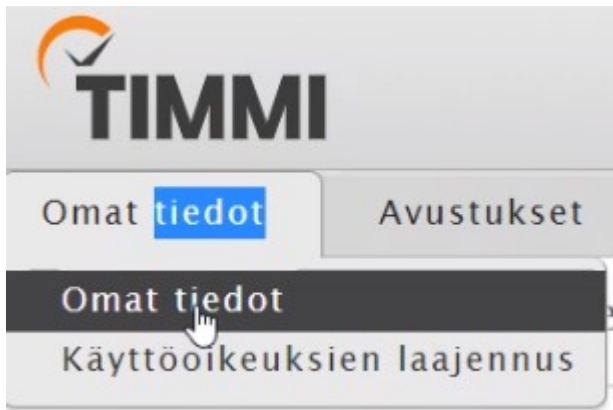 TIMMI
Omat tiedot Avustukset
Omat tiedot
Käyttöoikeuksien laajennus